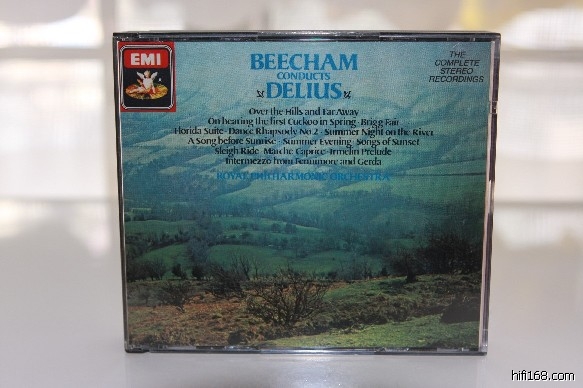 EMI
BEECHAM
CONDUCTS
DELIUS
THE
COMPLETE
STEREO
RECORDINGS
Over the Hills and Far Away
On hearing the first Cuckoo in Spring · Brigg Fair
Florida Suite · Dance Rhapsody No.2 · Summer Night on the River
A Song before Sunrise · Summer Evening · Songs of Sunset
Sleigh Ride · Marche Caprice · Irmelin Prelude
Intermezzo from Fennimore and Gerda
ROYAL PHILHARMONIC ORCHESTRA
hifi168.com